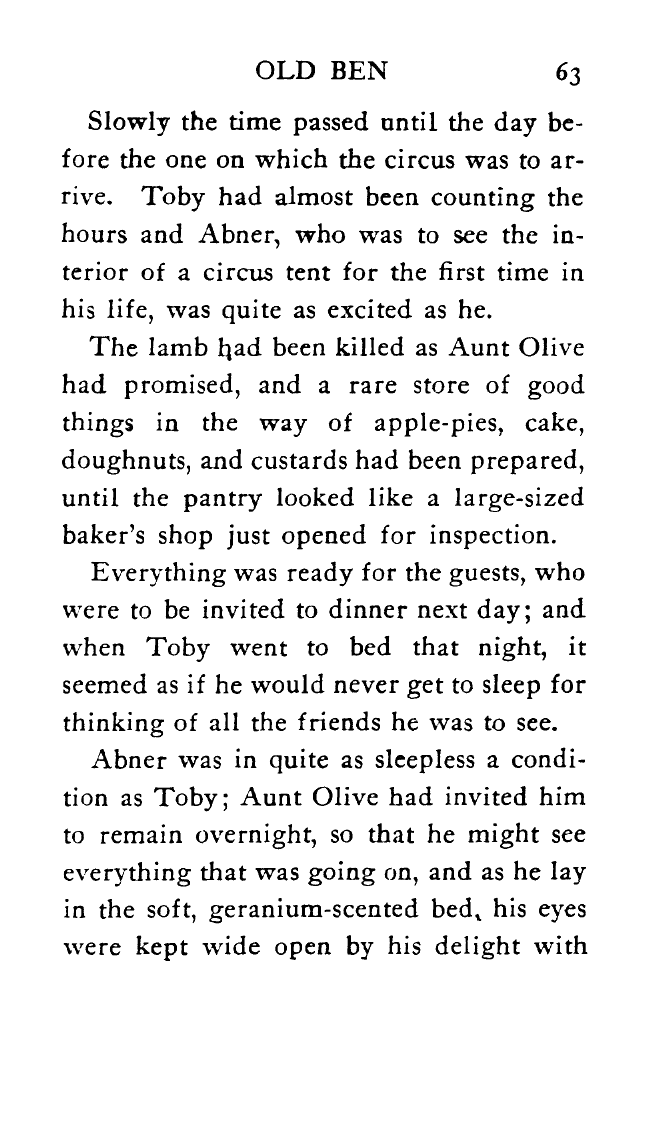 OLD BEN 63
Slowly the time passed until the day be-
fore the one on which the circus was to ar-
rive. Toby had almost been counting the
hours and Abner, who was to see the in-
terior of a circus tent for the first time in
his life, was quite as excited as he.
The lamb had been killed as Aunt Olive
had promised, and a rare store of good
things in the way of apple-pies, cake,
doughnuts, and custards had been prepared,
until the pantry looked like a large-sized
baker's shop just opened for inspection.
Everything was ready for the guests, who
were to be invited to dinner next day; and
when Toby went to bed that night, it
seemed as if he would never get to sleep for
thinking of all the friends he was to see.
Abner was in quite as sleepless a condi-
tion as Toby; Aunt Olive had invited him
to remain overnight, so that he might see
everything that was going on, and as he lay
in the soft, geranium-scented bed, his eyes
were kept wide open by his delight with